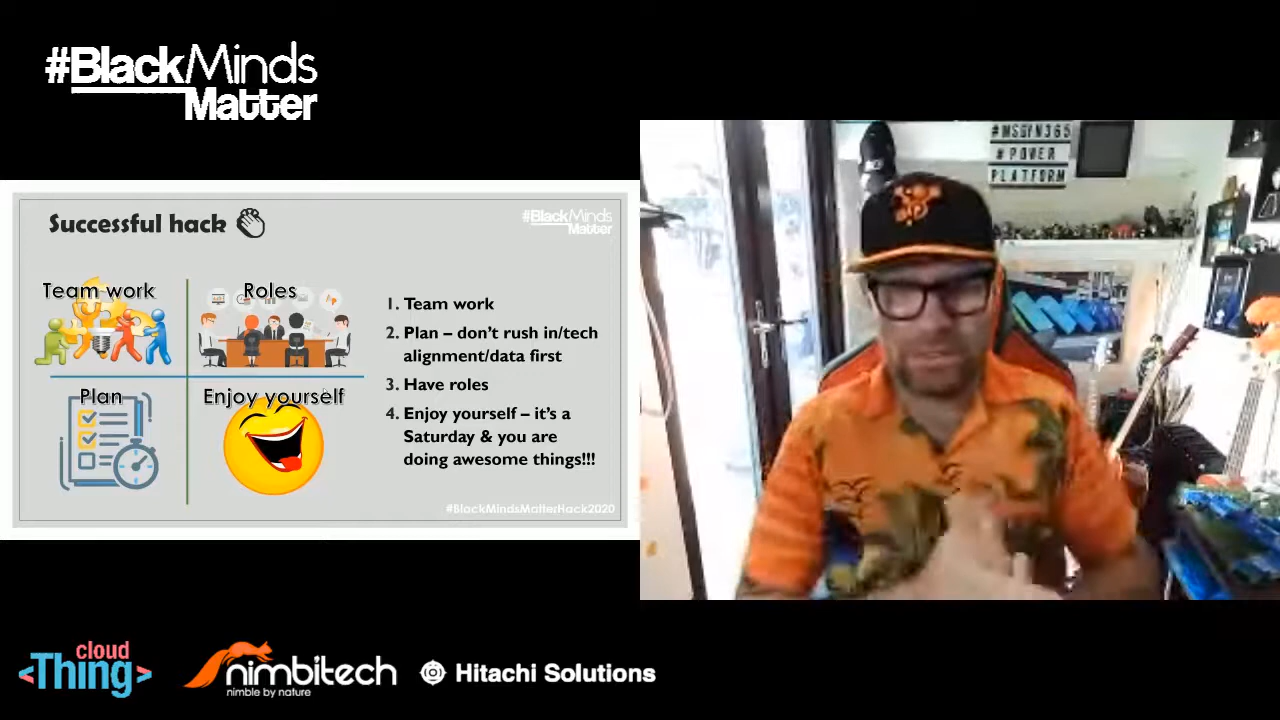 #BlackMinds
Matter
Successful hack
#BlackMinds
Matter
Team work
Roles
Plan
Enjoy yourself
1. Team work
2. Plan – don't rush in/tech
alignment/data first
3. Have roles
4. Enjoy yourself – it's a
Saturday & you are
doing awesome things!!!
#BlackMindsMatterHack2020
#MSDYN365
#POWER
PLATFORM
cloud
<Thing>
nimbitech
nimble by nature
Hitachi Solutions